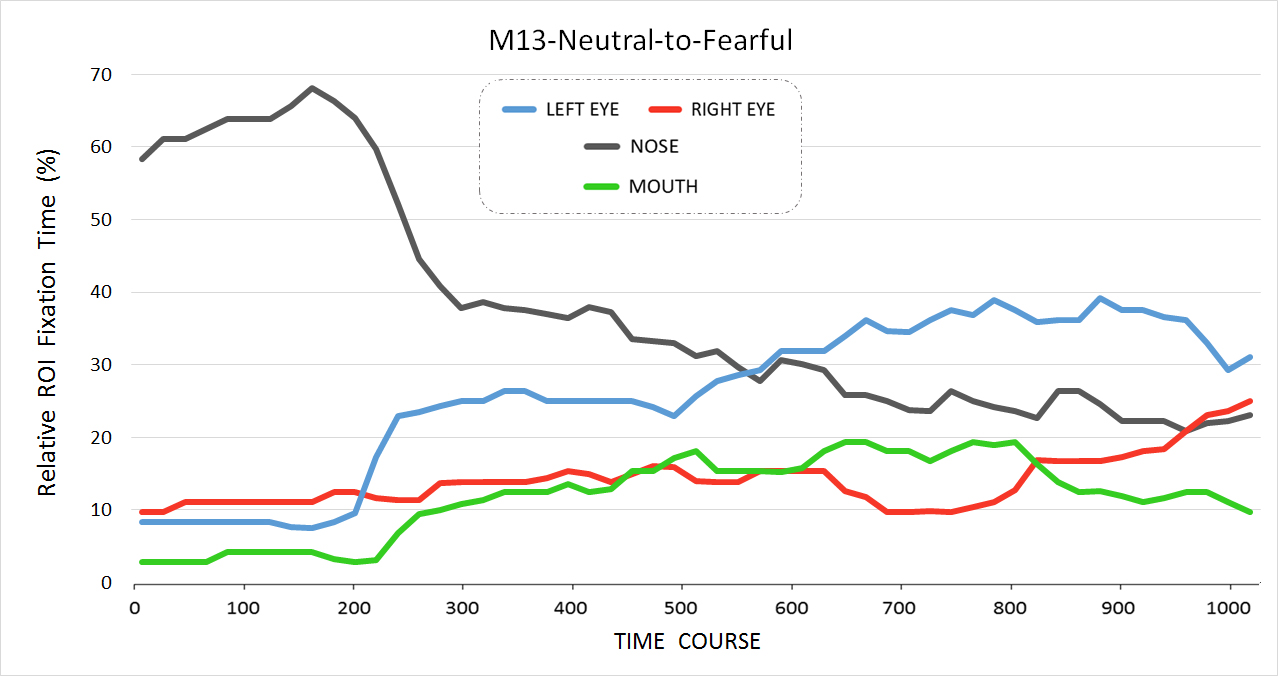 M13-Neutral-to-Fearful
LEFT EYE RIGHT EYE
NOSE
MOUTH
Relative ROI Fixation Time (%)
70
60
50
40
30
20
10
0
0 100 200 300 400 500 600 700 800 900 1000
TIME COURSE